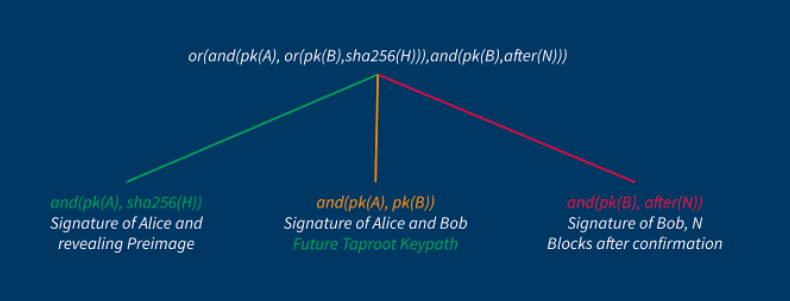 or(and(pk(A), or(pk(B),sha256(H))),and(pk(B),after(N)))
and(pk(A), sha256(H))
Signature of Alice and
revealing Preimage
and(pk(A), pk(B))
Signature of Alice and Bob
Future Taproot Keypath
and(pk(B), after(N))
Signature of Bob, N
Blocks after confirmation